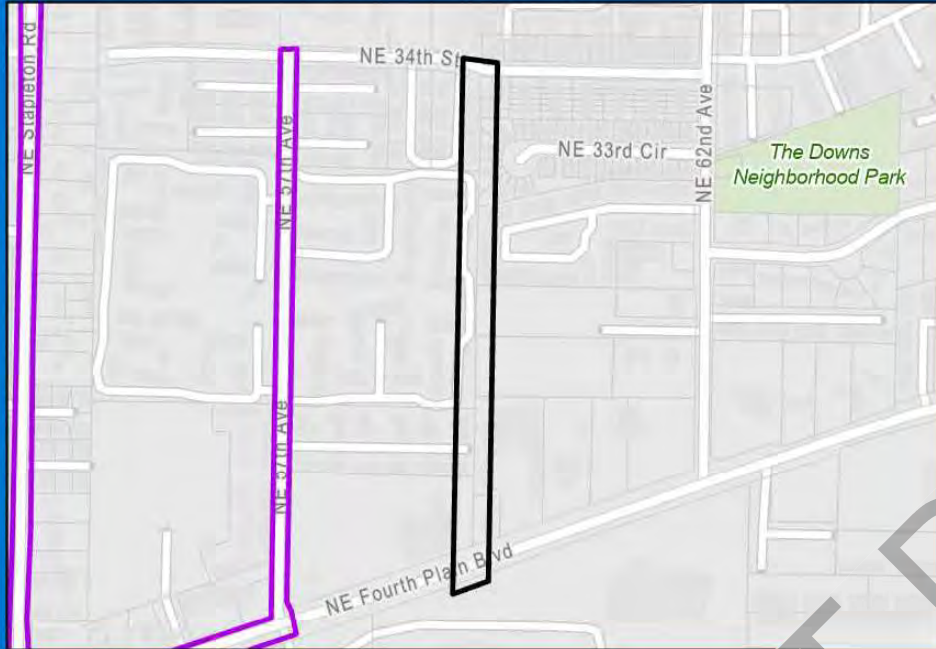 NE Stapleton Rd
NE 34th St
NE 57th Ave
NE 62nd Ave
NE 33rd Cir
The Downs
Neighborhood Park
NE 57th Ave
NE Fourth Plain Blvd